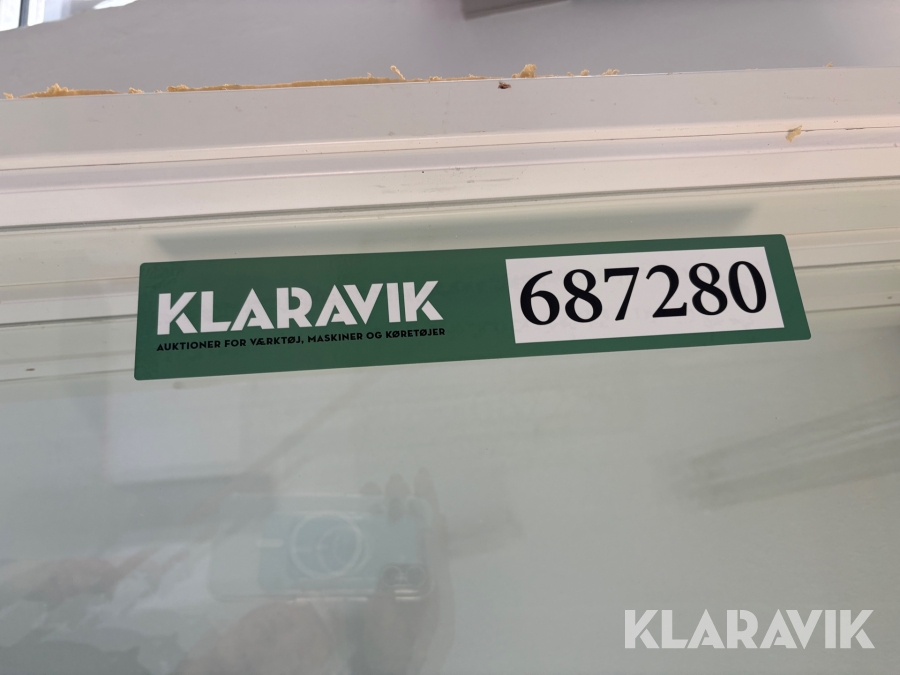 KLARAVIK
AUKTIONER FOR VÆRKTØJ, MASKINER OG KØRETØJER
687280
KLARAVIK